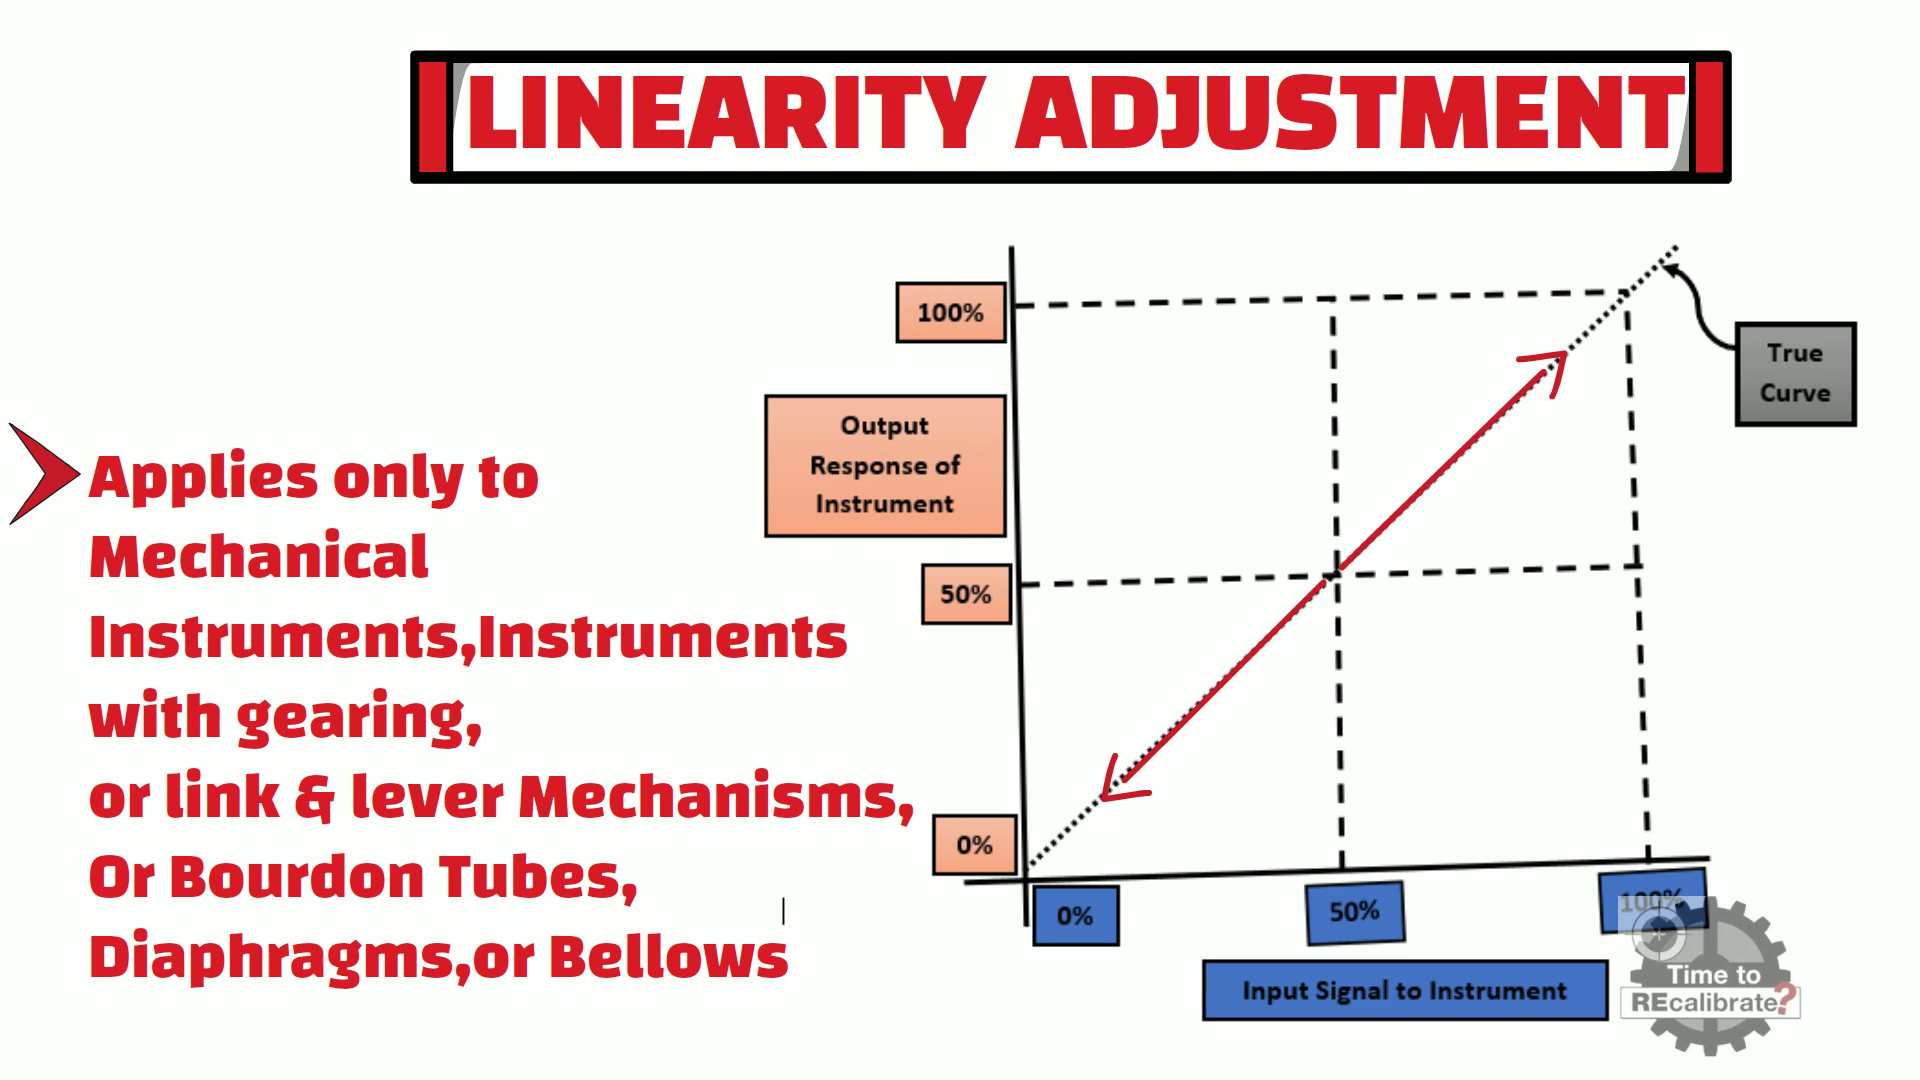 LINEARITY ADJUSTMENT
Applies only to
Mechanical
Instruments,Instruments
with gearing,
or link & lever Mechanisms,
Or Bourdon Tubes,
Diaphragms,or Bellows
100%
Output
Response of
Instrument
50%
0%
True
Curve
0%
50%
100%
Input Signal to Instrument
Time to
REcalibrate?